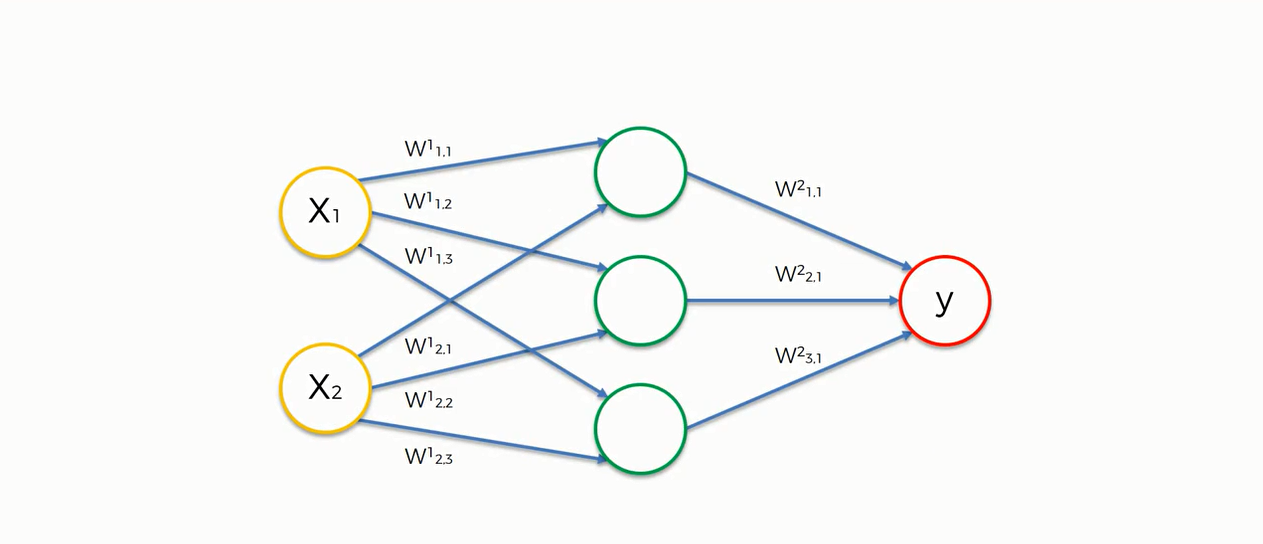 X₁
X₂
W¹₁,₁
W¹₁,₂
W¹₁,₃
W¹₂,₁
W¹₂,₂
W¹₂,₃
W²₁,₁
W²₂,₁
W²₃,₁
y